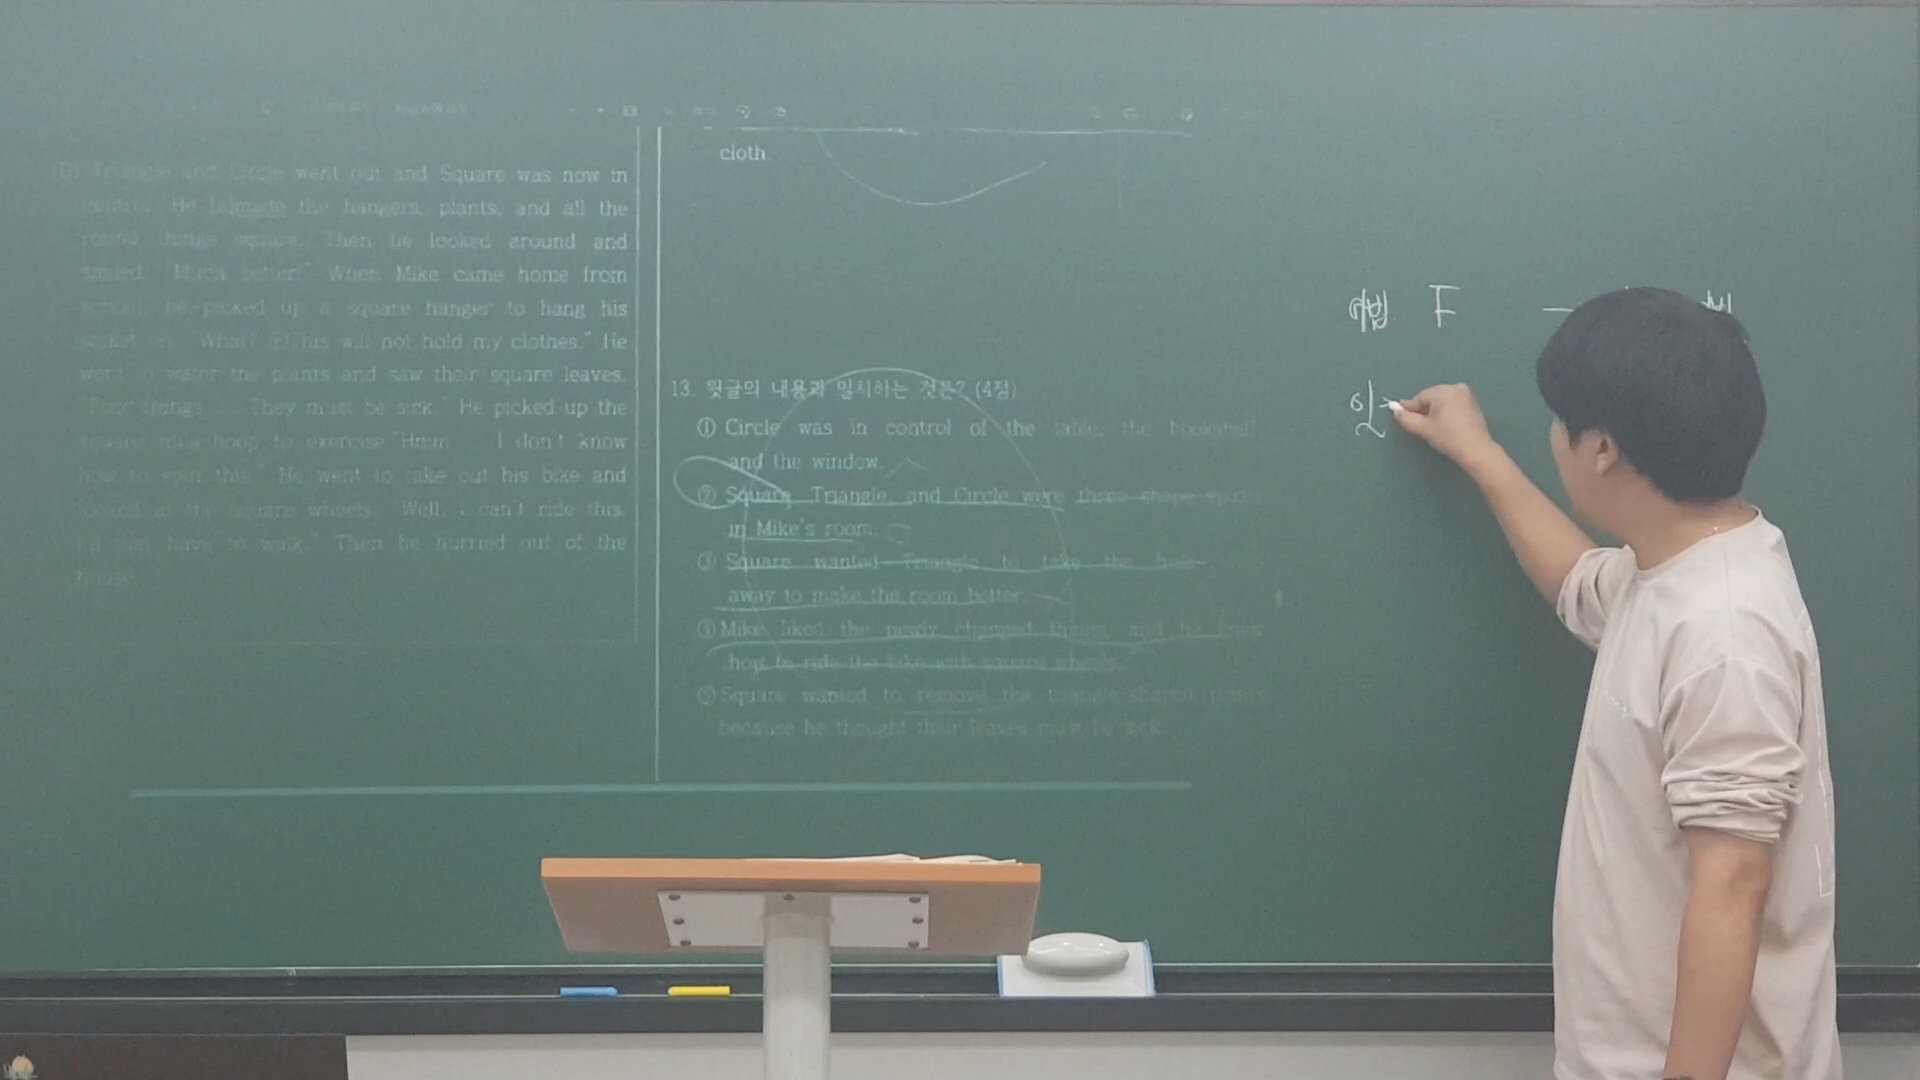 (D) Triangle and Circle went out and Square was now in
control. He [a]made the hangers, plants, and all the
round things square. Then he looked around and
smiled. "Much better!" When Mike came home from
school, he picked up a square hanger to hang his
jacket on. "What? This will not hold my clothes." He
went to water the plants and saw their square leaves.
"Poor things.... They must be sick." He picked up the
square hula hoop to exercise "Hmm.... I don't know
how to spin this." He went to take out his bike and
looked at the square wheels. "Well, I can't ride this.
I'll just have to walk." Then he hurried out of the
house.
cloth.
13. 윗글의 내용과 일치하는 것은? (4점)
① Circle was in control of the table, the bookshelf
and the window.
② Square, Triangle, and Circle were three shape
in Mike's room.
③ Square wanted Triangle to take the
away to make the room better.
④ Mike liked the newly changed things, and he knew
how to ride the bike with square wheels.
⑤ Square wanted to remove the triangle-shaped plants
because he thought their leaves must be sick.
F